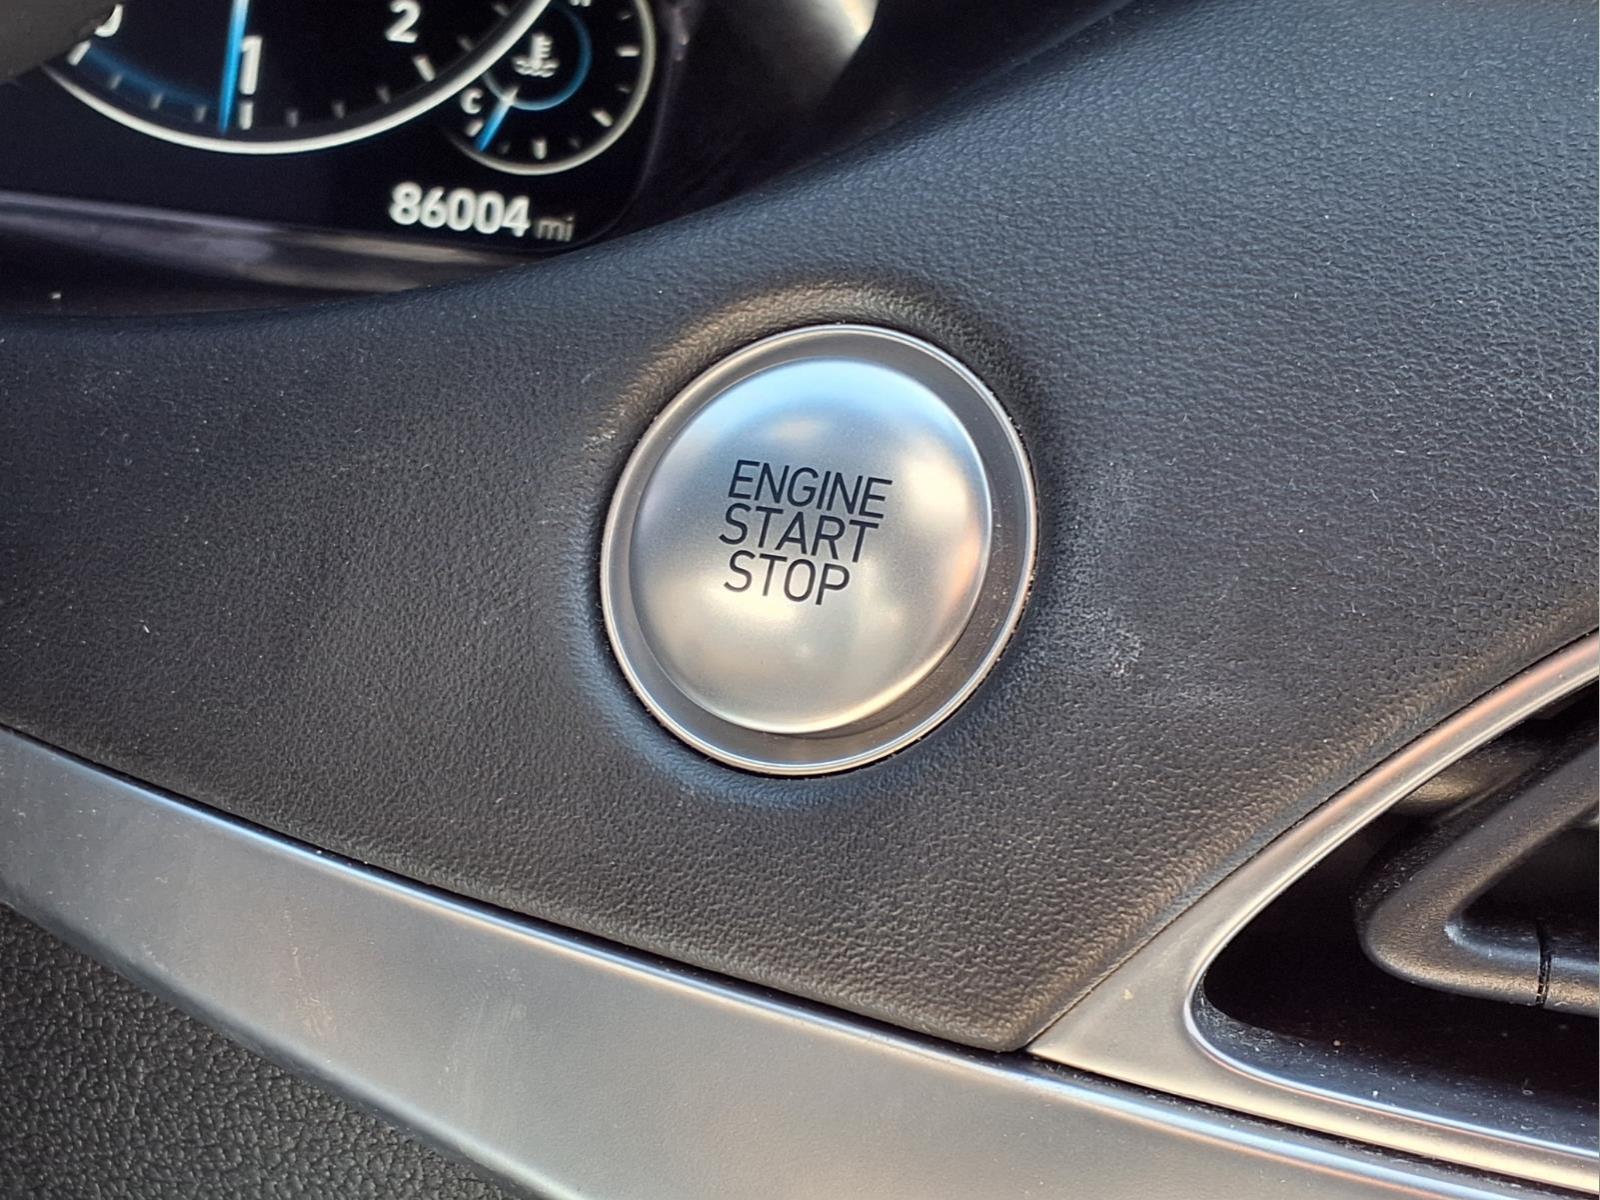 1
2
C
86004 mi
ENGINE
START
STOP